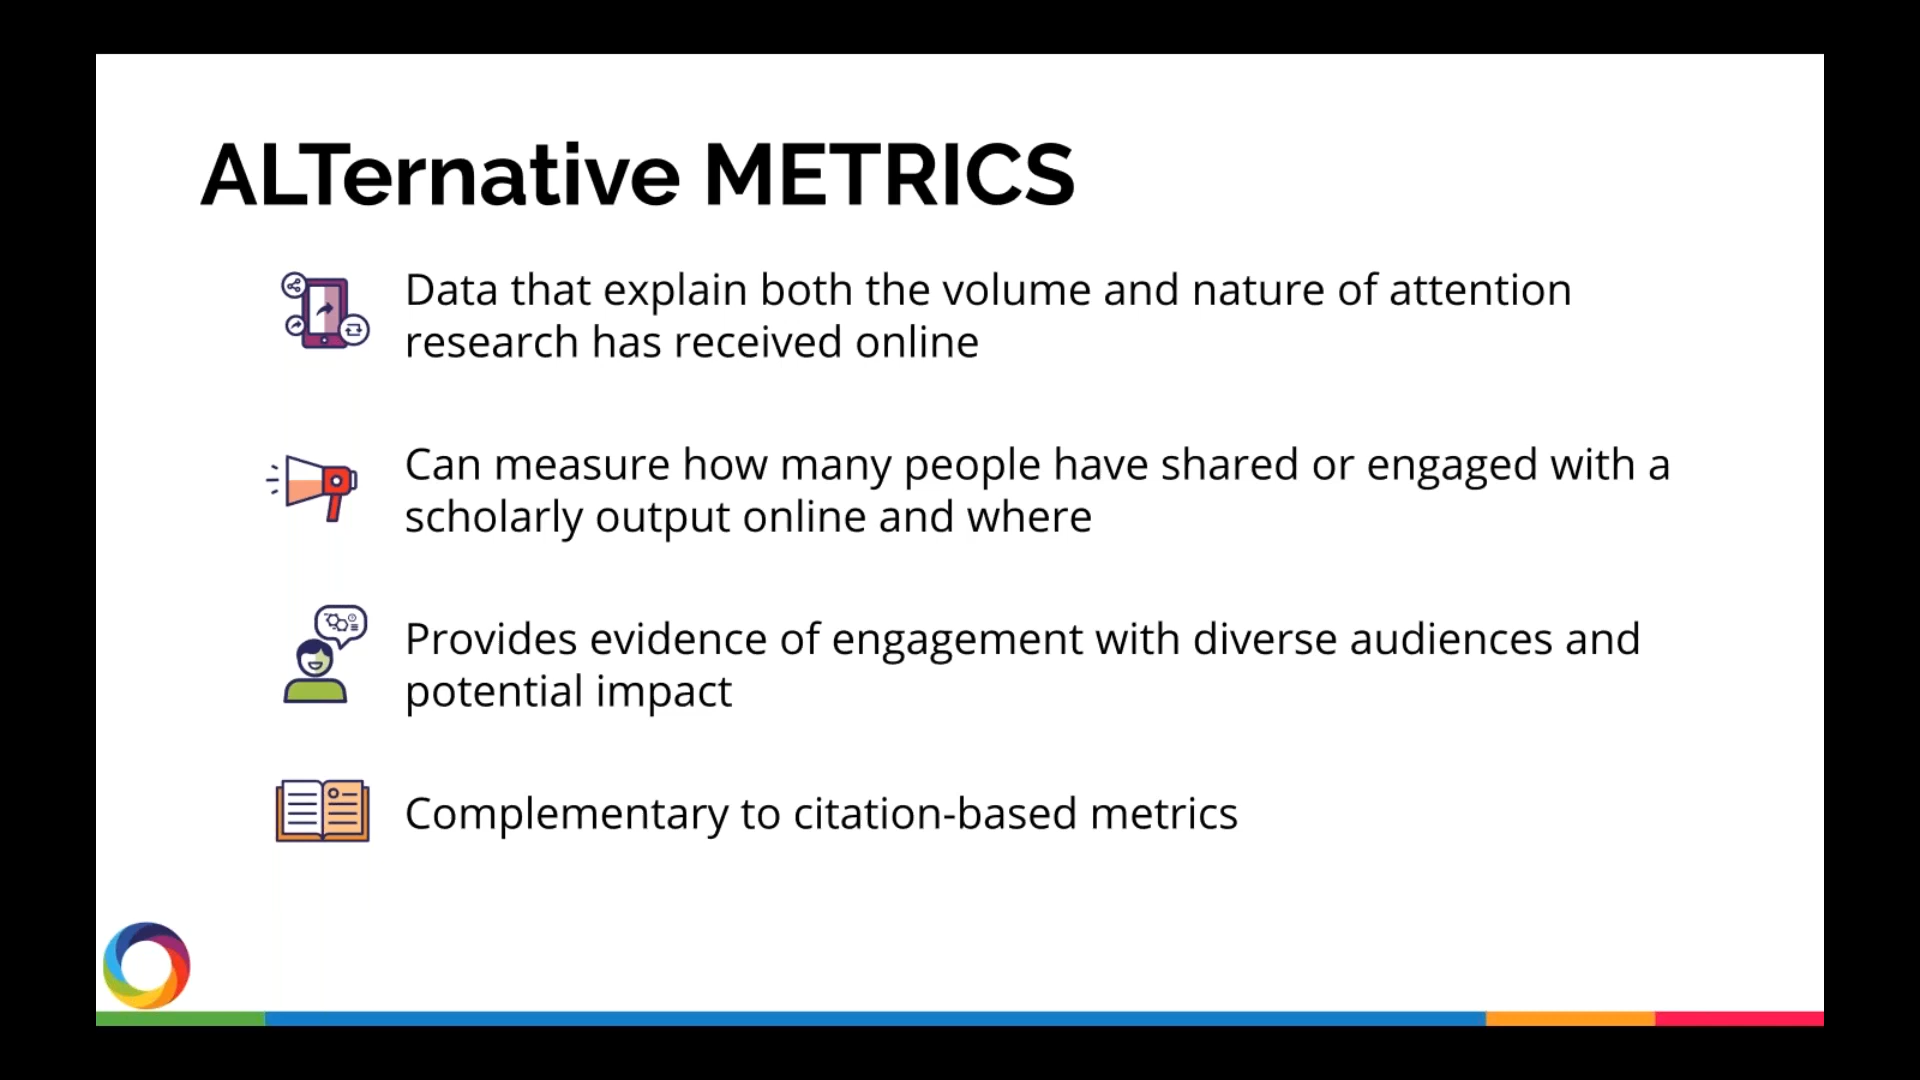 ALTernative METRICS
Data that explain both the volume and nature of attention
research has received online
Can measure how many people have shared or engaged with a
scholarly output online and where
Provides evidence of engagement with diverse audiences and
potential impact
Complementary to citation-based metrics